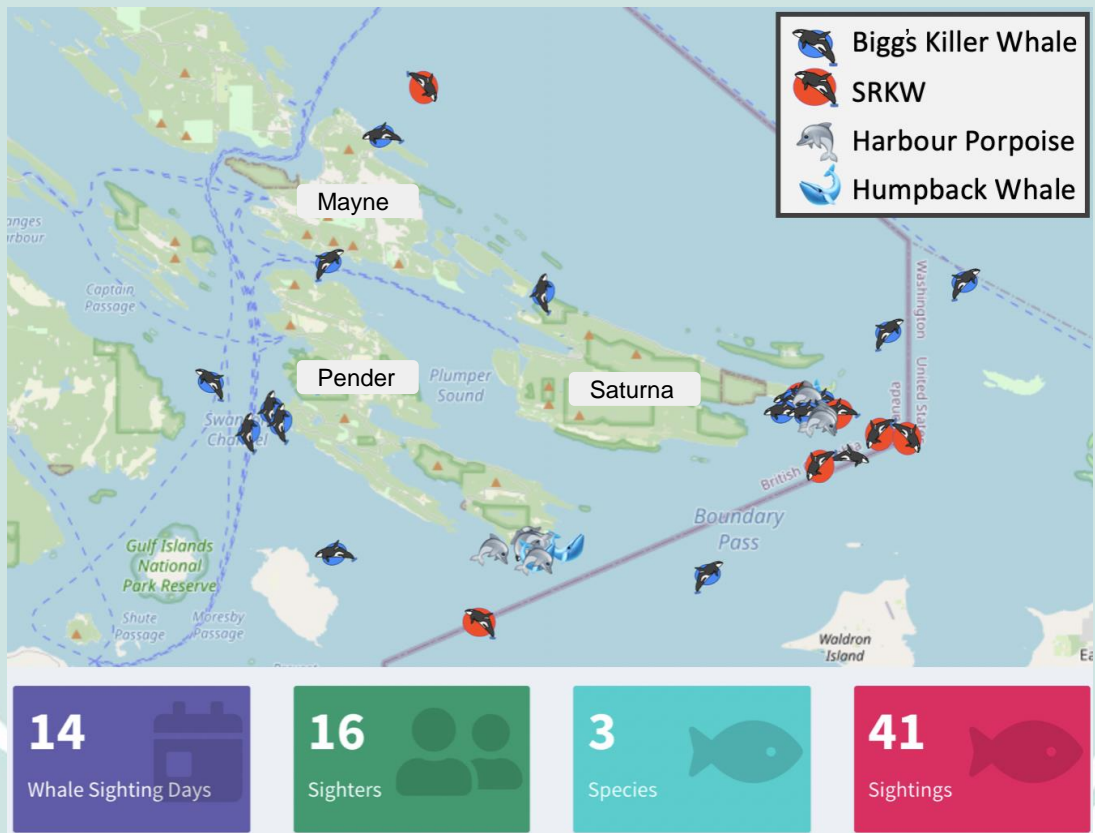 Bigg's Killer Whale
SRKW
Harbour Porpoise
Humpback Whale
Mayne
Captain
Passage
Pender
Plumper
Sound
Saturna
Washington
United
Channel
British
Boundary
Pass
Gulf Islands
National
Park Reserve
Shute
Passage
Moresby
Passage
Waldron
Island
14
Whale Sighting Days
16
Sighters
3
Species
41
Sightings